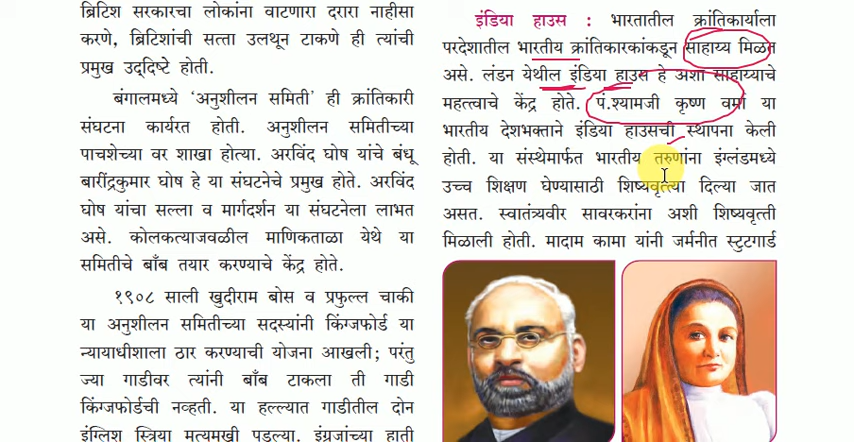 ब्रिटिश सरकारचा लोकांना वाटणारा दरारा नाहीसा
करणे, ब्रिटिशांची सत्ता उलथून टाकणे ही त्यांची
प्रमुख उद्‌दिष्टे होती.
बंगालमध्ये ‘अनुशीलन समिती’ ही क्रांतिकारी
संघटना कार्यरत होती. अनुशीलन समितीच्या
पाचशेच्या वर शाखा होत्या. अरविंद घोष यांचे बंधू
बारींद्रकुमार घोष हे या संघटनेचे प्रमुख होते. अरविंद
घोष यांचा सल्ला व मार्गदर्शन या संघटनेला लाभत
असे. कोलकत्याजवळील माणिकताळा येथे या
समितीचे बाँब तयार करण्याचे केंद्र होते.
१९०८ साली खुदीराम बोस व प्रफुल्ल चाकी
या अनुशीलन समितीच्या सदस्यांनी किंग्जफोर्ड या
न्यायाधीशाला ठार करण्याची योजना आखली; परंतु
ज्या गाडीवर त्यांनी बाँब टाकला ती गाडी
किंग्जफोर्डची नव्हती. या हल्ल्यात गाडीतील दोन
इंग्लिश स्त्रिया मृत्युमुखी पडल्या. इंग्रजांच्या हाती
इंडिया हाउस : भारतातील क्रांतिकार्याला
परदेशातील भारतीय क्रांतिकारकांकडून साहाय्य मिळत
असे. लंडन येथील इंडिया हाउस हे अशा साहाय्याचे
महत्त्वाचे केंद्र होते. पं.श्यामजी कृष्ण वर्मा या
भारतीय देशभक्ताने इंडिया हाउसची स्थापना केली
होती. या संस्थेमार्फत भारतीय तरुणांना इंग्लंडमध्ये
उच्च शिक्षण घेण्यासाठी शिष्यवृत्त्या दिल्या जात
असत. स्वातंत्र्यवीर सावरकरांना अशी शिष्यवृत्ती
मिळाली होती. मादाम कामा यांनी जर्मनीत स्टुटगार्ड